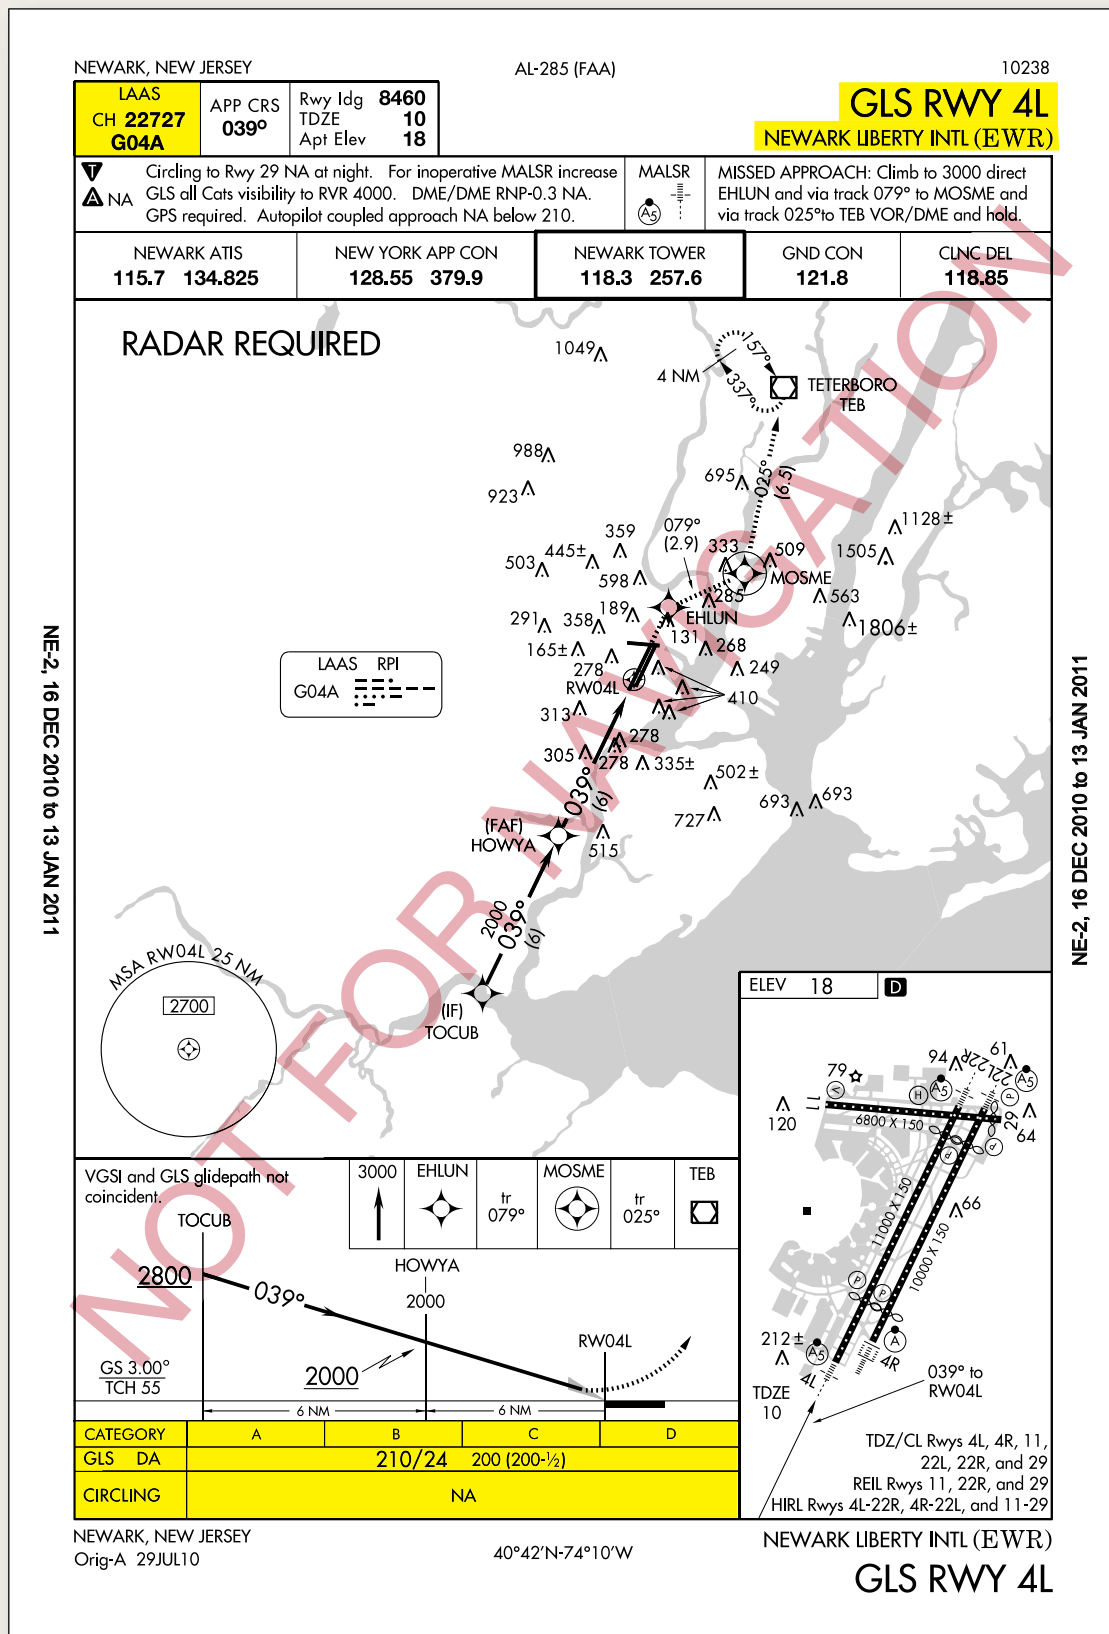 NEWARK, NEW JERSEY
AL-285 (FAA)
10238
LAAS
CH 22727
G04A
APP CRS
039°
Rwy ldg 8460
TDZE 10
Apt Elev 18
GLS RWY 4L
NEWARK LIBERTY INTL (EWR)
T
A NA
Circling to Rwy 29 NA at night. For inoperative MALSR increase
GLS all Cats visibility to RVR 4000. DME/DME RNP-0.3 NA.
GPS required. Autopilot coupled approach NA below 210.
MALSR
A5
MISSED APPROACH: Climb to 3000 direct
EHLUN and via track 079° to MOSME and
via track 025°to TEB VOR/DME and hold.
NEWARK ATIS
115.7 134.825
NEW YORK APP CON
128.55 379.9
NEWARK TOWER
118.3 257.6
GND CON
121.8
CLNC DEL
118.85
RADAR REQUIRED
NOT FOR NAVIGATION
1049
4 NM
157°
337°
TETERBORO
TEB
988
923
695
025°
(6.5)
1128±
1505
359
079°
(2.9)
333
509
MOSME
503
445±
598
285
563
1806±
291
358
189
EHLUN
131
268
165±
278
249
RW04L
410
LAAS RPI
G04A
313
305
278
278
335±
502±
693
693
727
039°
(6)
(FAF)
HOWYA
515
2000
039°
(6)
(IF)
TOCUB
MSA RW04L 25 NM
2700
NE-2, 16 DEC 2010 to 13 JAN 2011
NE-2, 16 DEC 2010 to 13 JAN 2011
ELEV 18
D
79
V
H
94
A5
22R
22L
61
A5
P
120
11
6800 X 150
29
64
P
P
11000 X 150
66
10000 X 150
P
P
212±
A5
A
4L
4R
TDZE
10
039° to
RW04L
TDZ/CL Rwys 4L, 4R, 11,
22L, 22R, and 29
REIL Rwys 11, 22R, and 29
HIRL Rwys 4L-22R, 4R-22L, and 11-29
VGSI and GLS glidepath not
coincident.
3000
EHLUN
tr
079°
MOSME
tr
025°
TEB
TOCUB
2800
039°
HOWYA
2000
2000
RW04L
GS 3.00°
TCH 55
6 NM
6 NM
CATEGORY A B C D
GLS DA 210/24 200 (200-½)
CIRCLING NA
NEWARK, NEW JERSEY
Orig-A 29JUL10
40°42'N-74°10'W
NEWARK LIBERTY INTL (EWR)
GLS RWY 4L